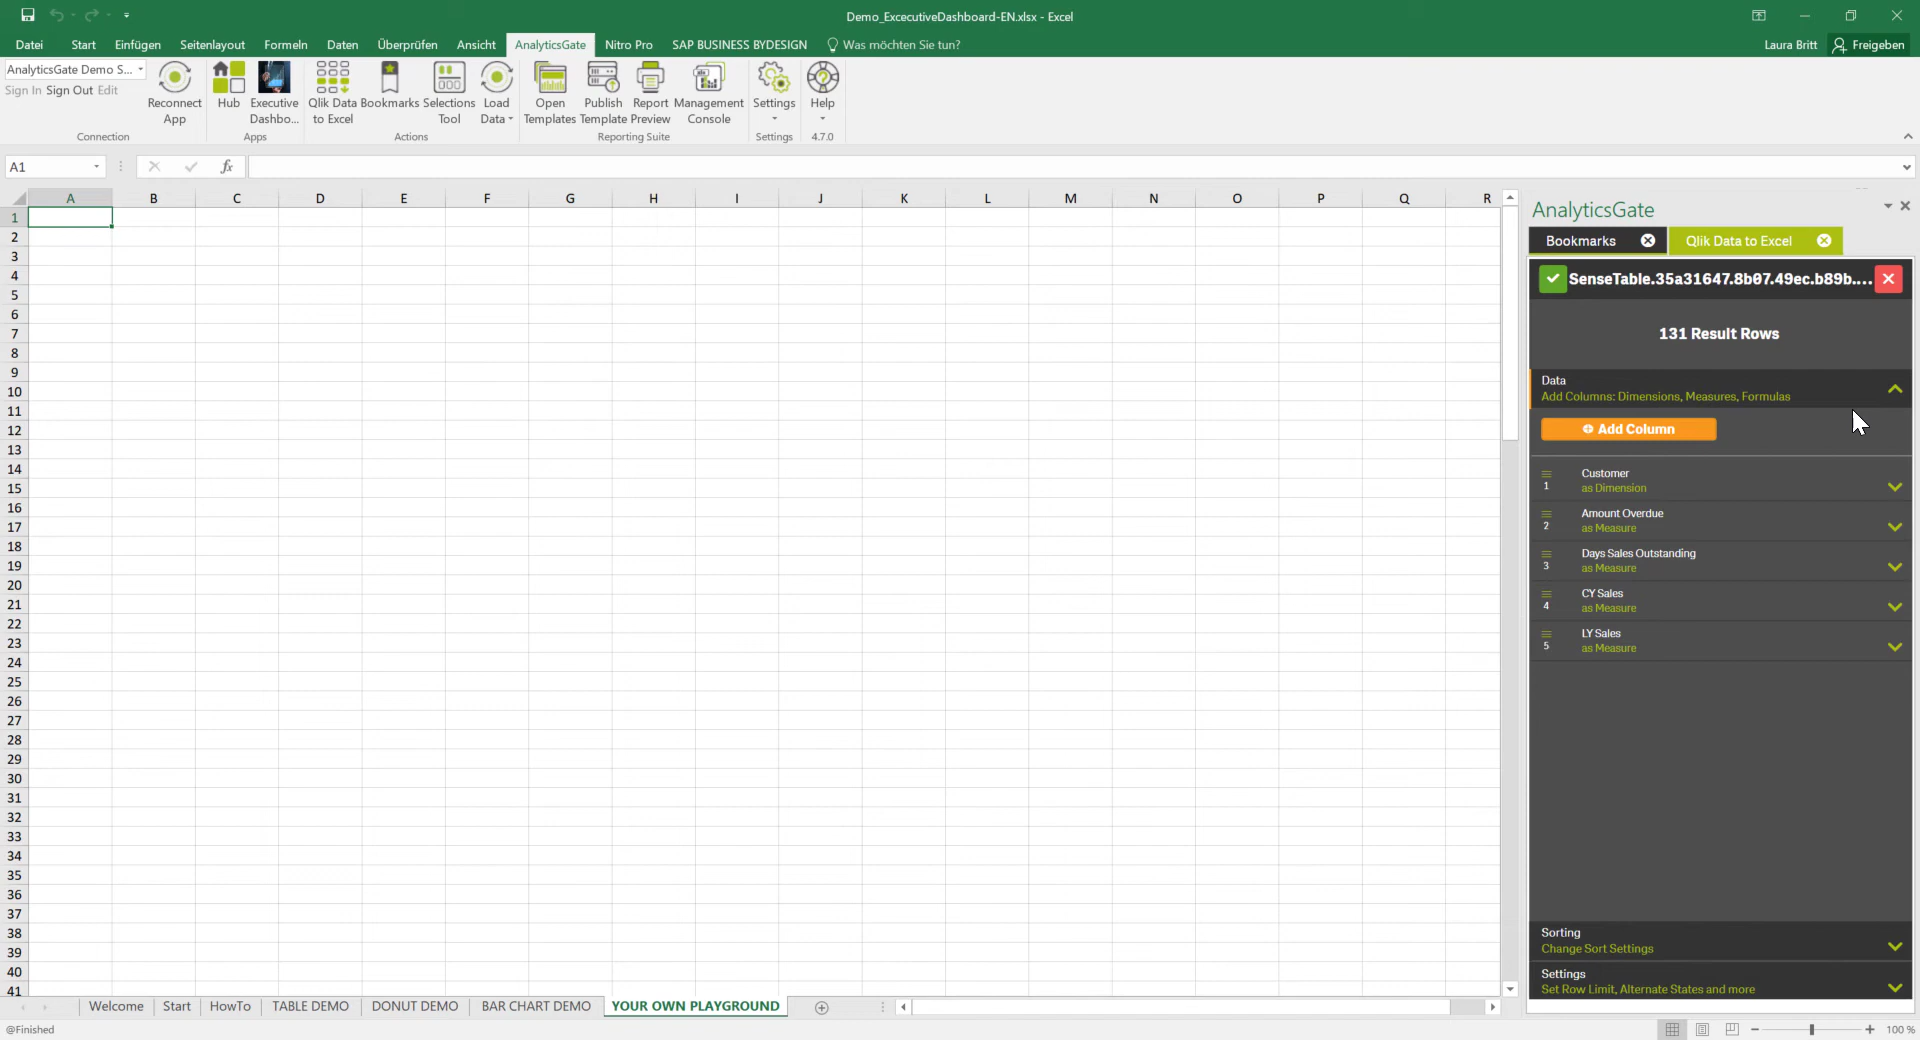 Demo_ExcecutiveDashboard-EN.xlsx - Excel
Datei Start Einfügen Seitenlayout Formeln Daten Überprüfen Ansicht AnalyticsGate Nitro Pro SAP BUSINESS BYDESIGN Was möchten Sie tun? Laura Britt Freigeben
AnalyticsGate Demo S...
Sign In Sign Out Edit
Reconnect App
Hub
Executive Dashbo...
Qlik Data to Excel
Bookmarks
Selections Tool
Load Data
Open Templates
Publish Template
Report Preview
Management Console
Settings
Help
Connection Apps Actions Reporting Suite Settings 4.7.0
A1 fx
A B C D E F G H I J K L M N O P Q R
1
2
3
4
5
6
7
8
9
10
11
12
13
14
15
16
17
18
19
20
21
22
23
24
25
26
27
28
29
30
31
32
33
34
35
36
37
38
39
40
41
AnalyticsGate
Bookmarks Qlik Data to Excel
SenseTable.35a31647.8b07.49ec.b89b....
131 Result Rows
Data
Add Columns: Dimensions, Measures, Formulas
Add Column
Customer
1 as Dimension
Amount Overdue
2 as Measure
Days Sales Outstanding
3 as Measure
CY Sales
4 as Measure
LY Sales
5 as Measure
Sorting
Change Sort Settings
Settings
Set Row Limit, Alternate States and more
Welcome Start HowTo TABLE DEMO DONUT DEMO BAR CHART DEMO YOUR OWN PLAYGROUND
@Finished 100 %